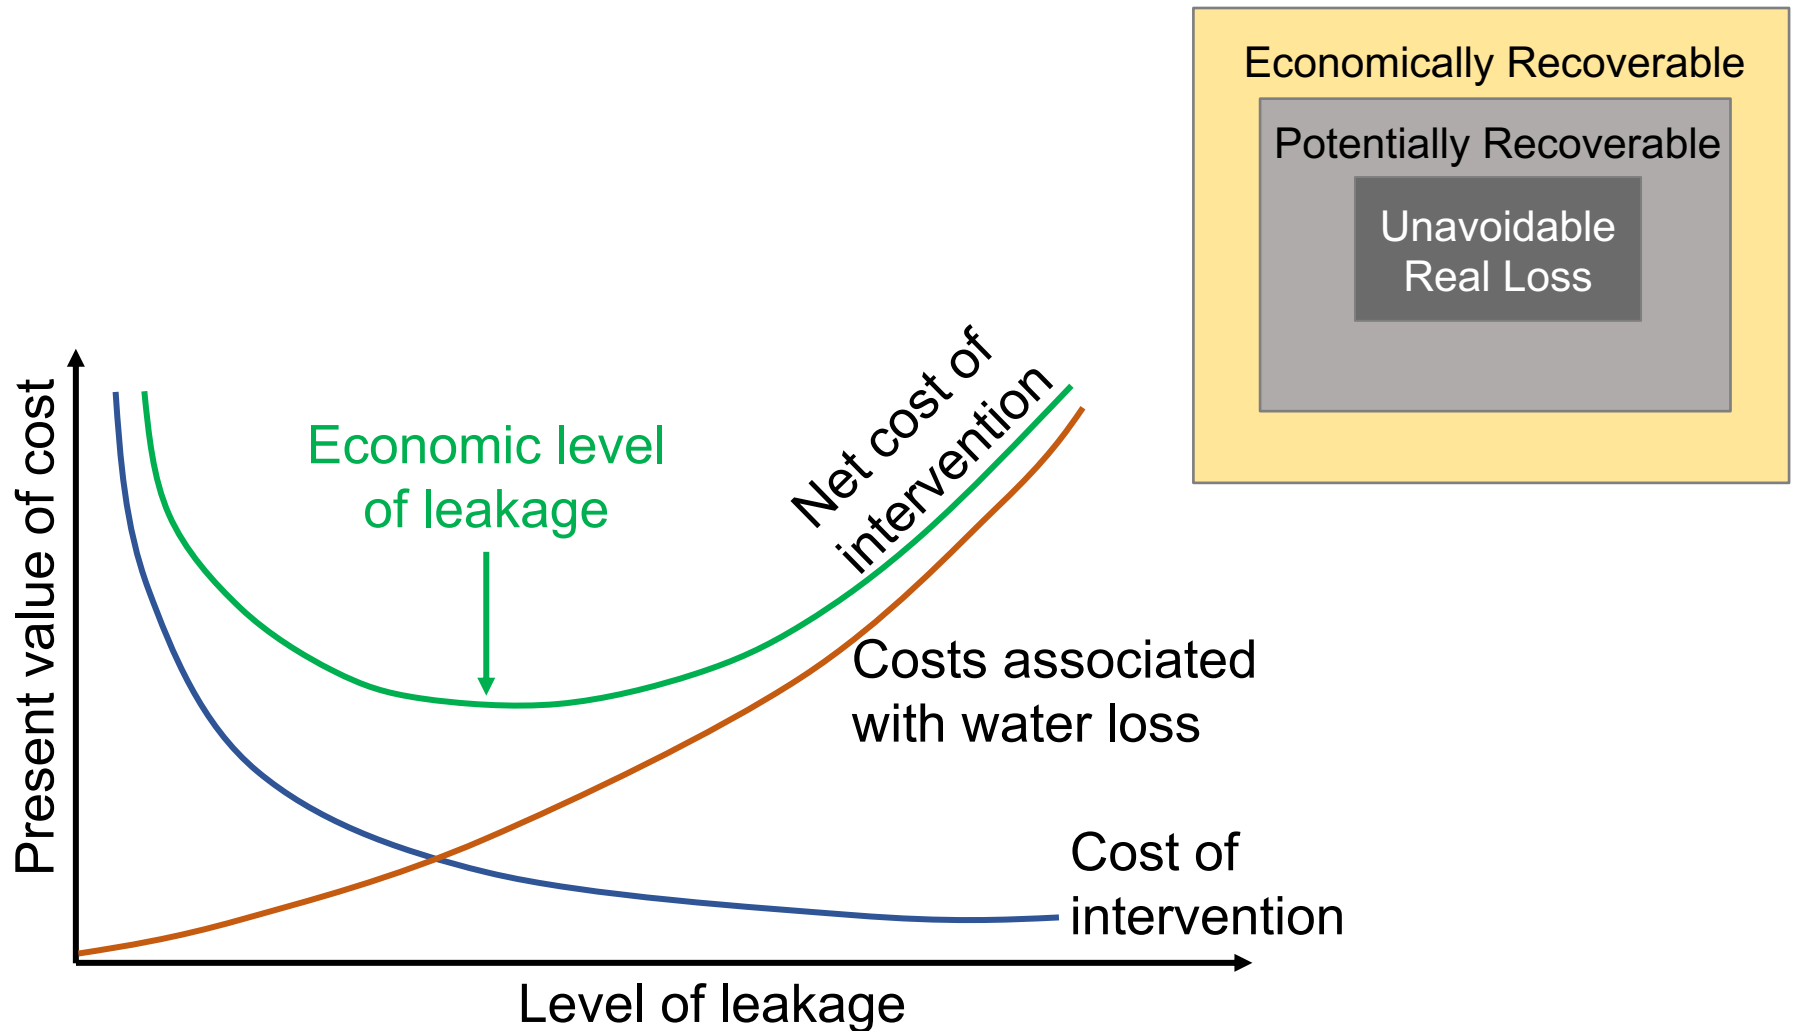 Economically Recoverable
Potentially Recoverable
Unavoidable
Real Loss
Present value of cost
Economic level
of leakage
Net cost of
intervention
Costs associated
with water loss
Cost of
intervention
Level of leakage